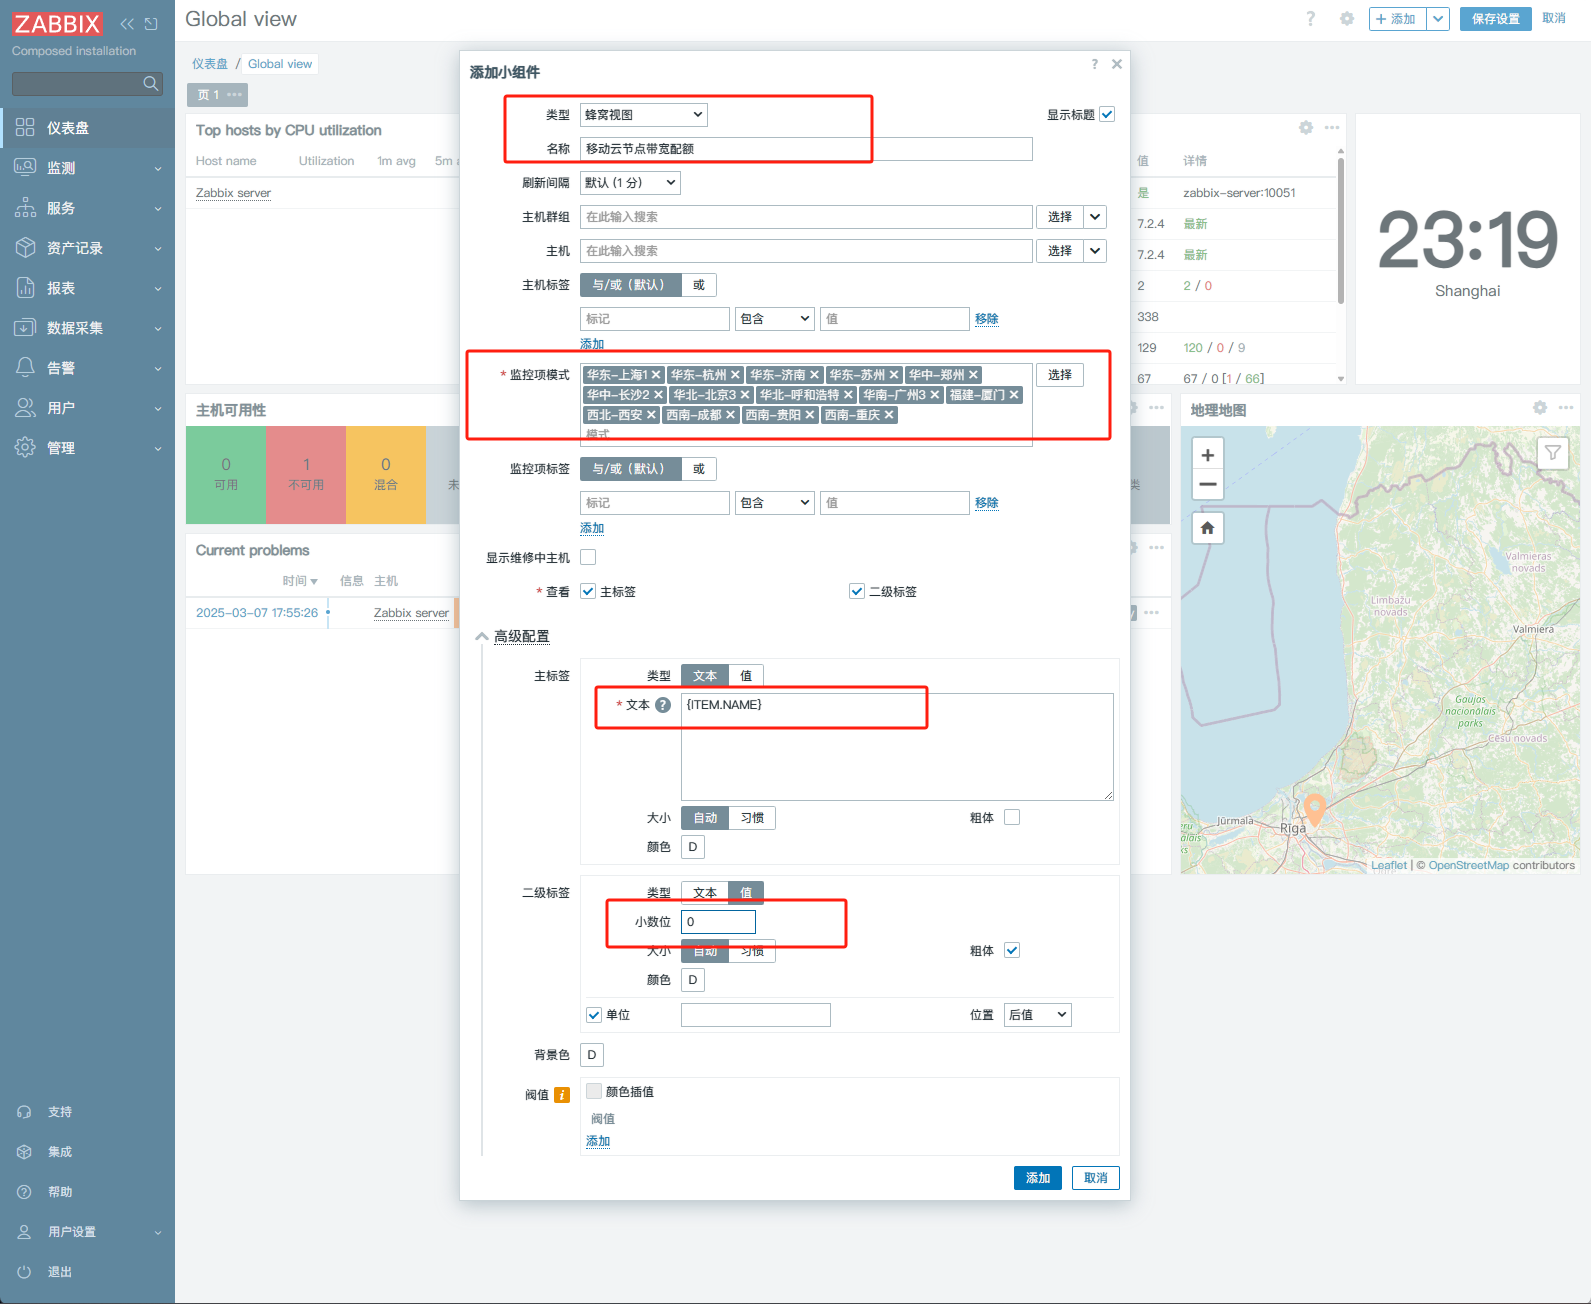 ZABBIX
Composed installation
仪表盘
监测
服务
资产记录
报表
数据采集
告警
用户
管理
支持
集成
帮助
用户设置
退出
Global view
? 添加 保存设置 取消
仪表盘 / Global view
页 1
Top hosts by CPU utilization
Host name Utilization 1m avg 5m a
Zabbix server
主机可用性
0 可用
1 不可用
0 混合
未
Current problems
时间 信息 主机
2025-03-07 17:55:26 Zabbix server
添加小组件
?
类型 蜂窝视图 显示标题
名称 移动云节点带宽配额
刷新间隔 默认 (1 分)
主机群组 在此输入搜索 选择
主机 在此输入搜索 选择
主机标签 与/或（默认） 或
标记 包含 值 移除
添加
* 监控项模式 华东-上海1 华东-杭州 华东-济南 华东-苏州 华中-郑州 选择
华中-长沙2 华北-北京3 华北-呼和浩特 华南-广州3 福建-厦门
西北-西安 西南-成都 西南-贵阳 西南-重庆
模式
监控项标签 与/或（默认） 或
标记 包含 值 移除
添加
显示维修中主机
* 查看 主标签 二级标签
高级配置
主标签 类型 文本 值
* 文本 ? {ITEM.NAME}
大小 自动 习惯 粗体
颜色 D
二级标签 类型 文本 值
小数位 0
大小 自动 习惯 粗体
颜色 D
单位 位置 后值
背景色 D
阀值 i 颜色插值
阀值
添加
添加 取消
值 详情
是 zabbix-server:10051
7.2.4 最新
7.2.4 最新
2 2 / 0
338
129 120 / 0 / 9
67 67 / 0 [1 / 66]
类
23:19
Shanghai
地理地图
+
−
Valmieras novads
Limbažu novads
Valmiera
Gaujas nacionālais parks
Cēsu novads
Jūrmala
Rīga
Leaflet | © OpenStreetMap contributors